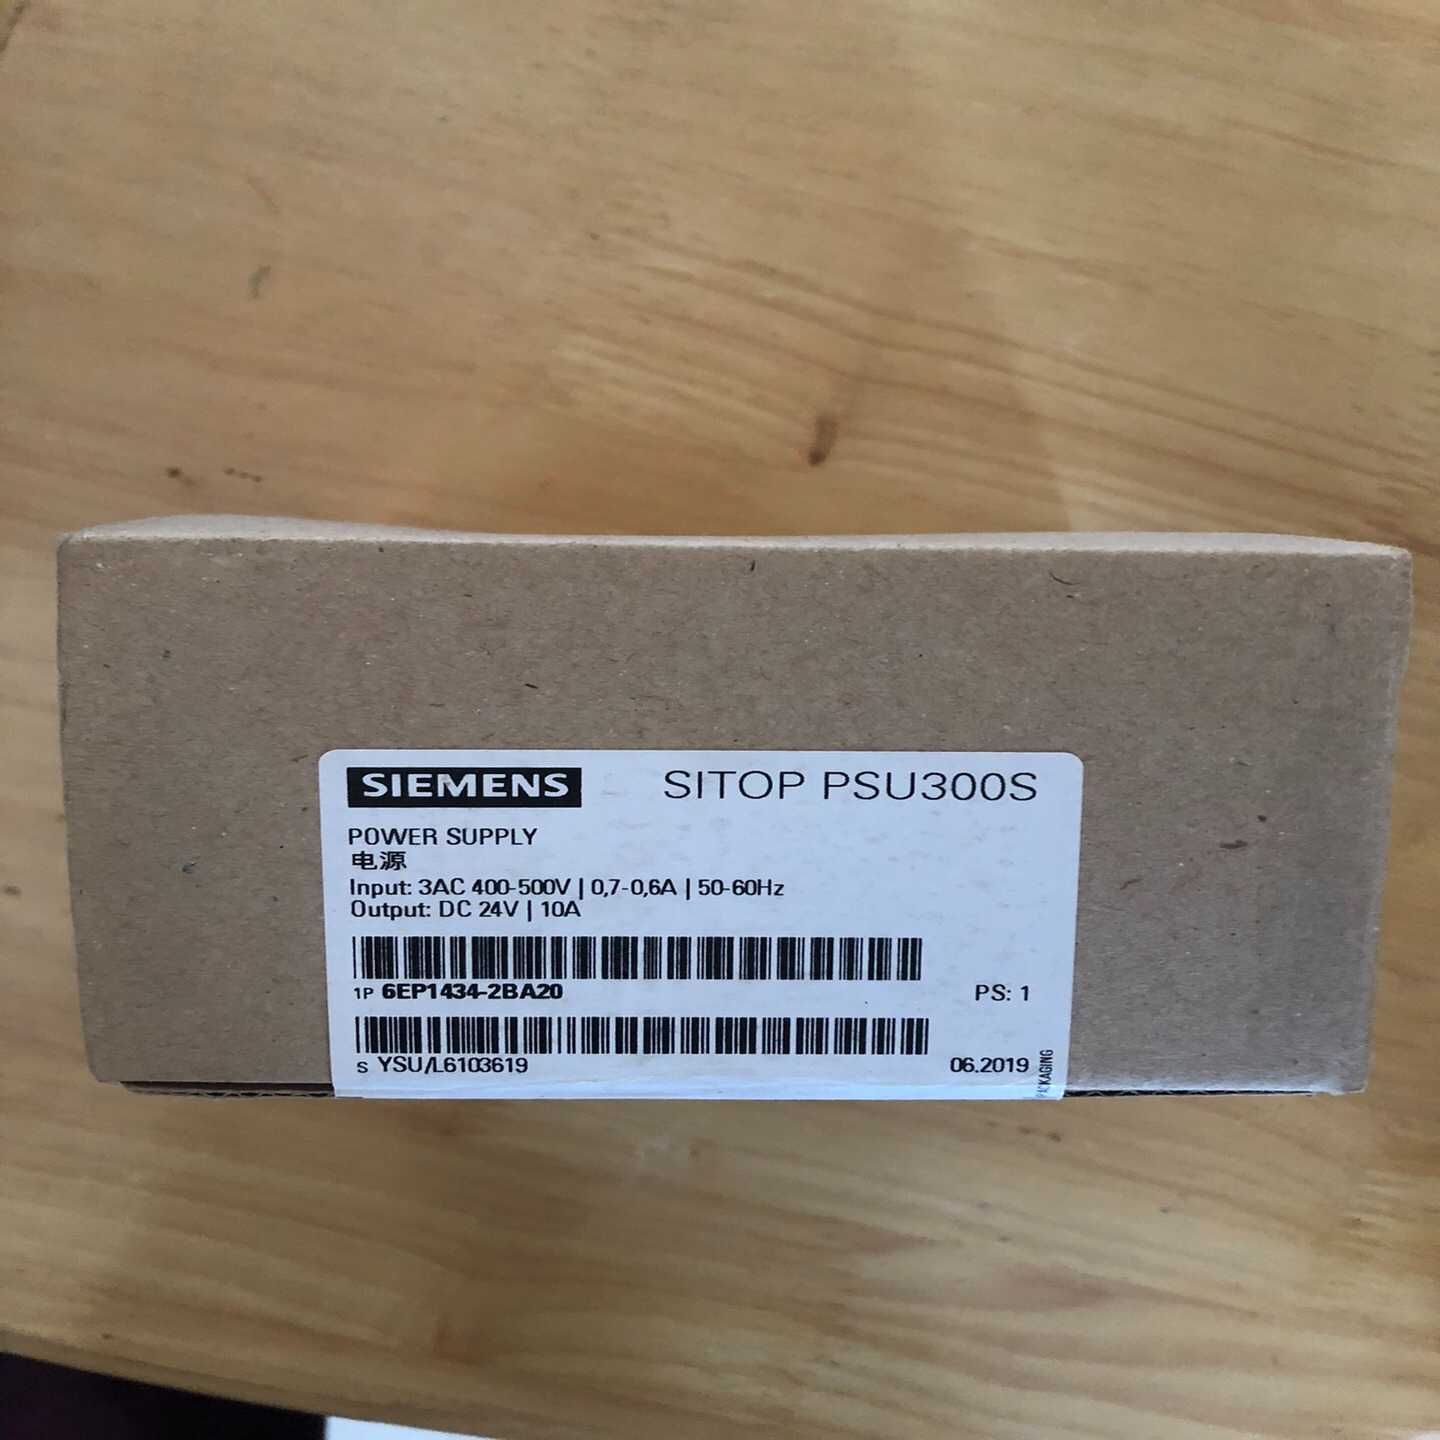 SIEMENS SITOP PSU300S
POWER SUPPLY
电源
Input: 3AC 400-500V | 0,7-0,6A | 50-60Hz
Output: DC 24V | 10A
1P 6EP1434-2BA20 PS: 1
S YSU/L6103619 06.2019
PACKAGING